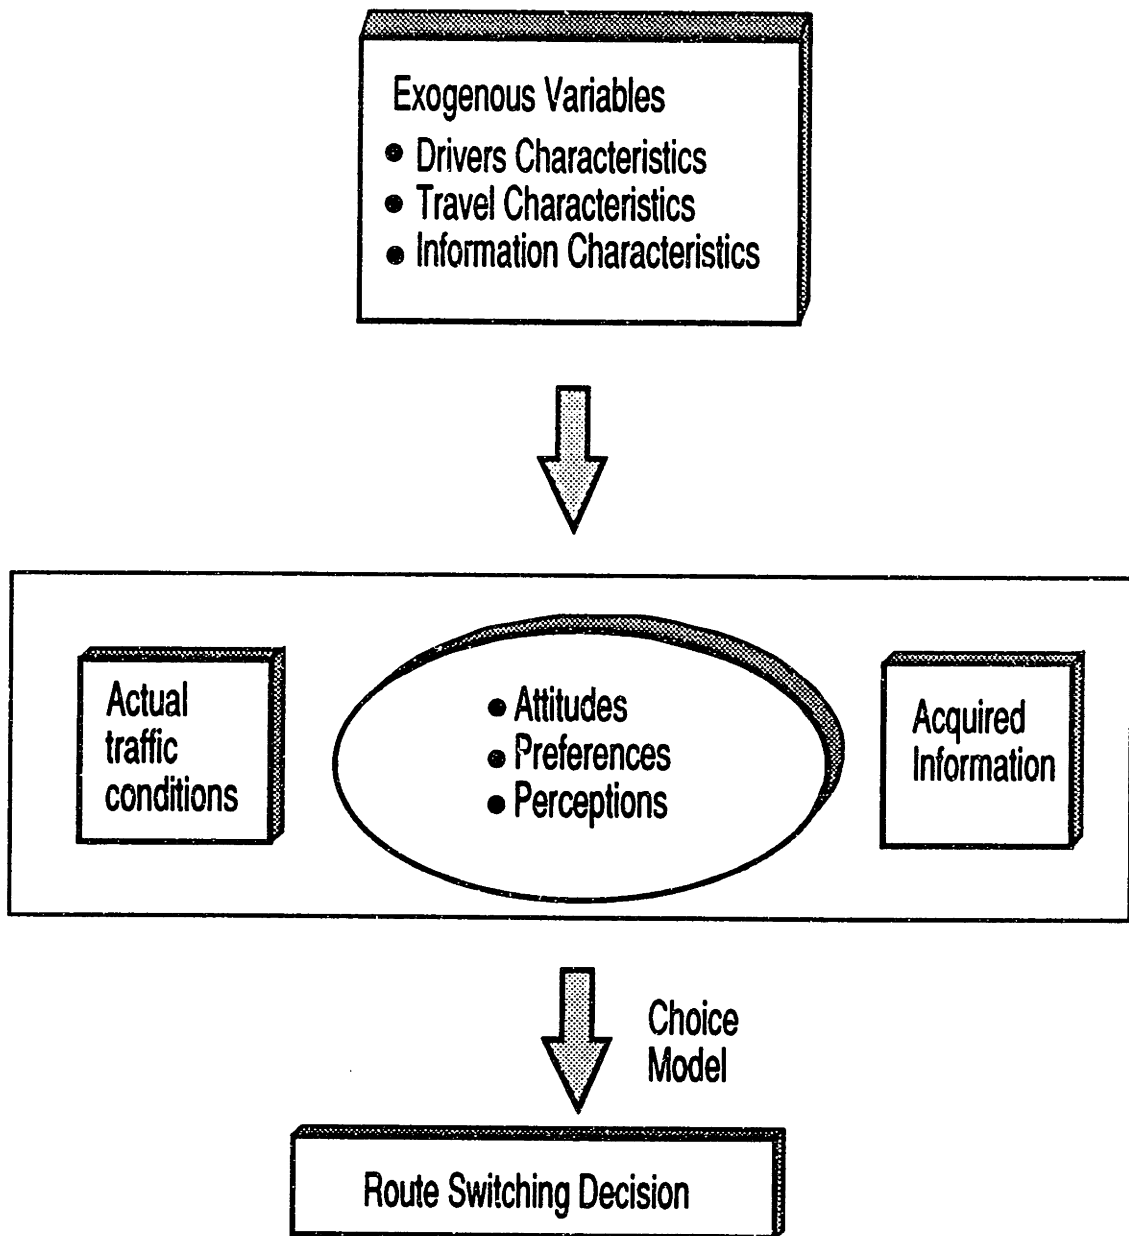 Exogenous Variables
• Drivers Characteristics
• Travel Characteristics
• Information Characteristics
Actual
traffic
conditions
• Attitudes
• Preferences
• Perceptions
Acquired
Information
Choice
Model
Route Switching Decision